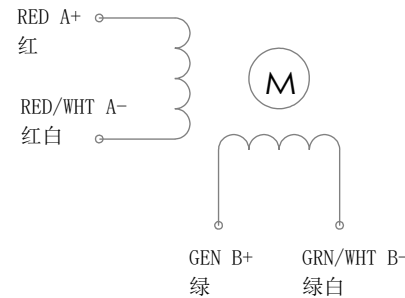 RED A+
红
RED/WHT A-
红白
M
GEN B+
绿
GRN/WHT B-
绿白